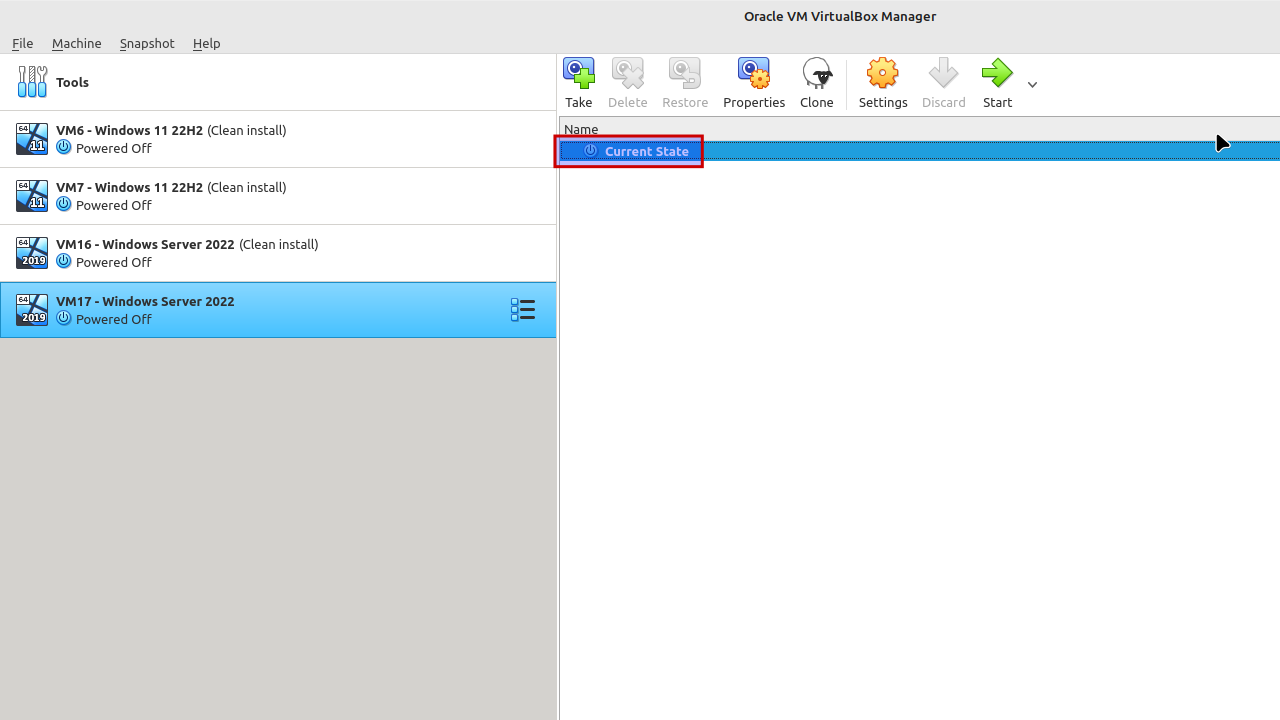 Oracle VM VirtualBox Manager
File Machine Snapshot Help
Tools
Take Delete Restore Properties Clone Settings Discard Start
Name
Current State
64 11 VM6 - Windows 11 22H2 (Clean install)
Powered Off
64 11 VM7 - Windows 11 22H2 (Clean install)
Powered Off
64 2019 VM16 - Windows Server 2022 (Clean install)
Powered Off
64 2019 VM17 - Windows Server 2022
Powered Off